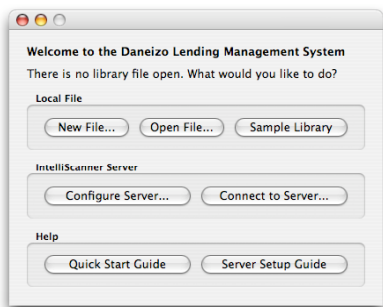 Welcome to the Daneizo Lending Management System
There is no library file open. What would you like to do?
Local File
New File... Open File... Sample Library
IntelliScanner Server
Configure Server... Connect to Server...
Help
Quick Start Guide Server Setup Guide